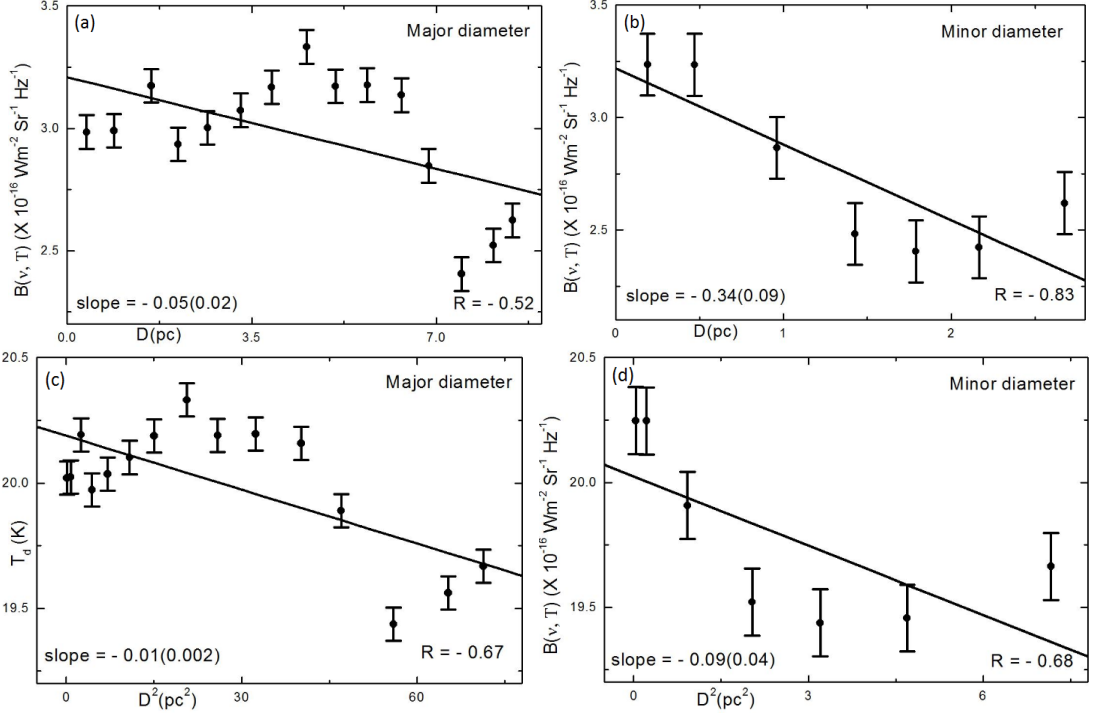 (a)
Major diameter
3.5
3.0
2.5
B(ν, T) (X 10⁻¹⁶ Wm⁻² Sr⁻¹ Hz⁻¹)
slope = - 0.05(0.02)
R = - 0.52
0.0
3.5
7.0
D(pc)
(b)
Minor diameter
3.5
3.0
2.5
B(ν, T) (X 10⁻¹⁶ Wm⁻² Sr⁻¹ Hz⁻¹)
slope = - 0.34(0.09)
R = - 0.83
0
1
2
D(pc)
(c)
Major diameter
20.5
20.0
19.5
T_d (K)
slope = - 0.01(0.002)
R = - 0.67
0
30
60
D²(pc²)
(d)
Minor diameter
20.5
20.0
19.5
B(ν, T) (X 10⁻¹⁶ Wm⁻² Sr⁻¹ Hz⁻¹)
slope = - 0.09(0.04)
R = - 0.68
0
3
6
D²(pc²)